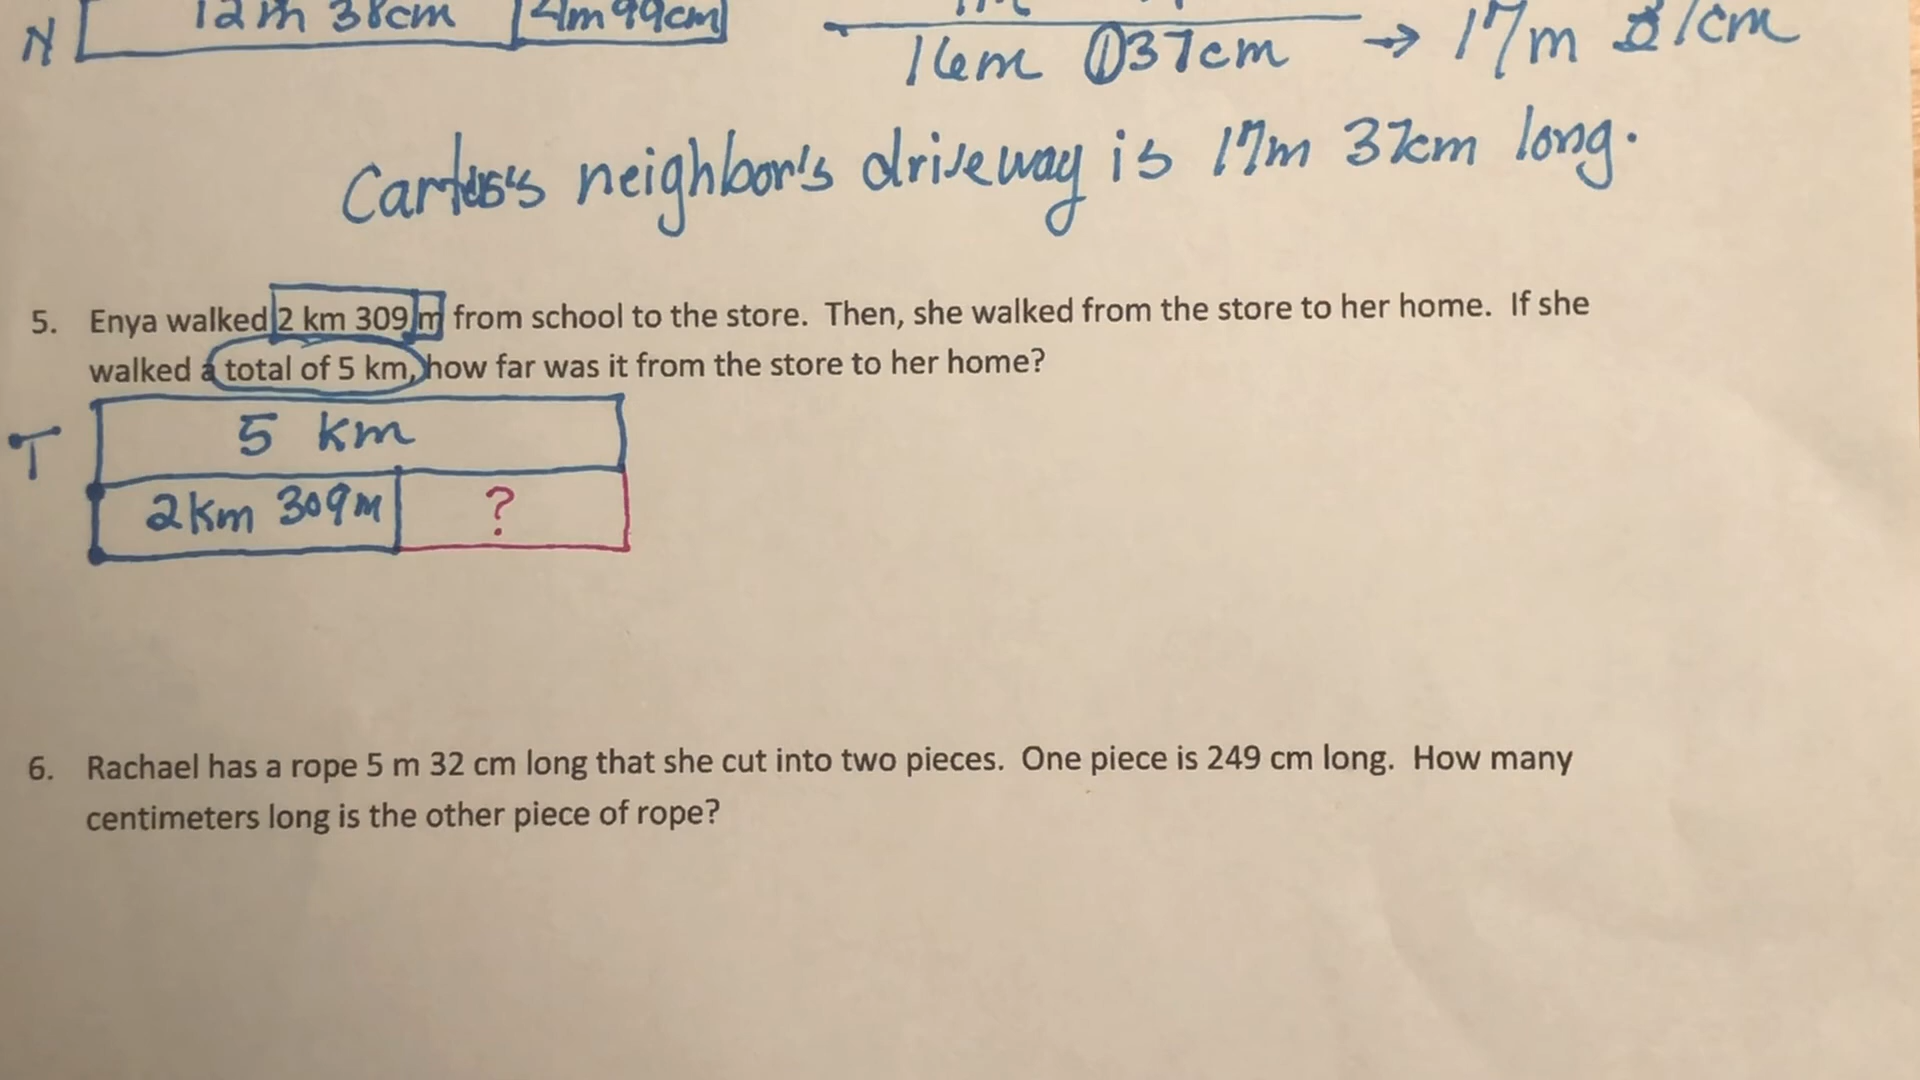 N 12m 38cm 4m 99cm
16m ①37cm → 17m 1cm
neighbor's driveway is 17m 37cm long.
5. Enya walked 2 km 309 m from school to the store. Then, she walked from the store to her home. If she
walked a total of 5 km, how far was it from the store to her home?
T 5 km
2km 309m ?
6. Rachael has a rope 5 m 32 cm long that she cut into two pieces. One piece is 249 cm long. How many
centimeters long is the other piece of rope?